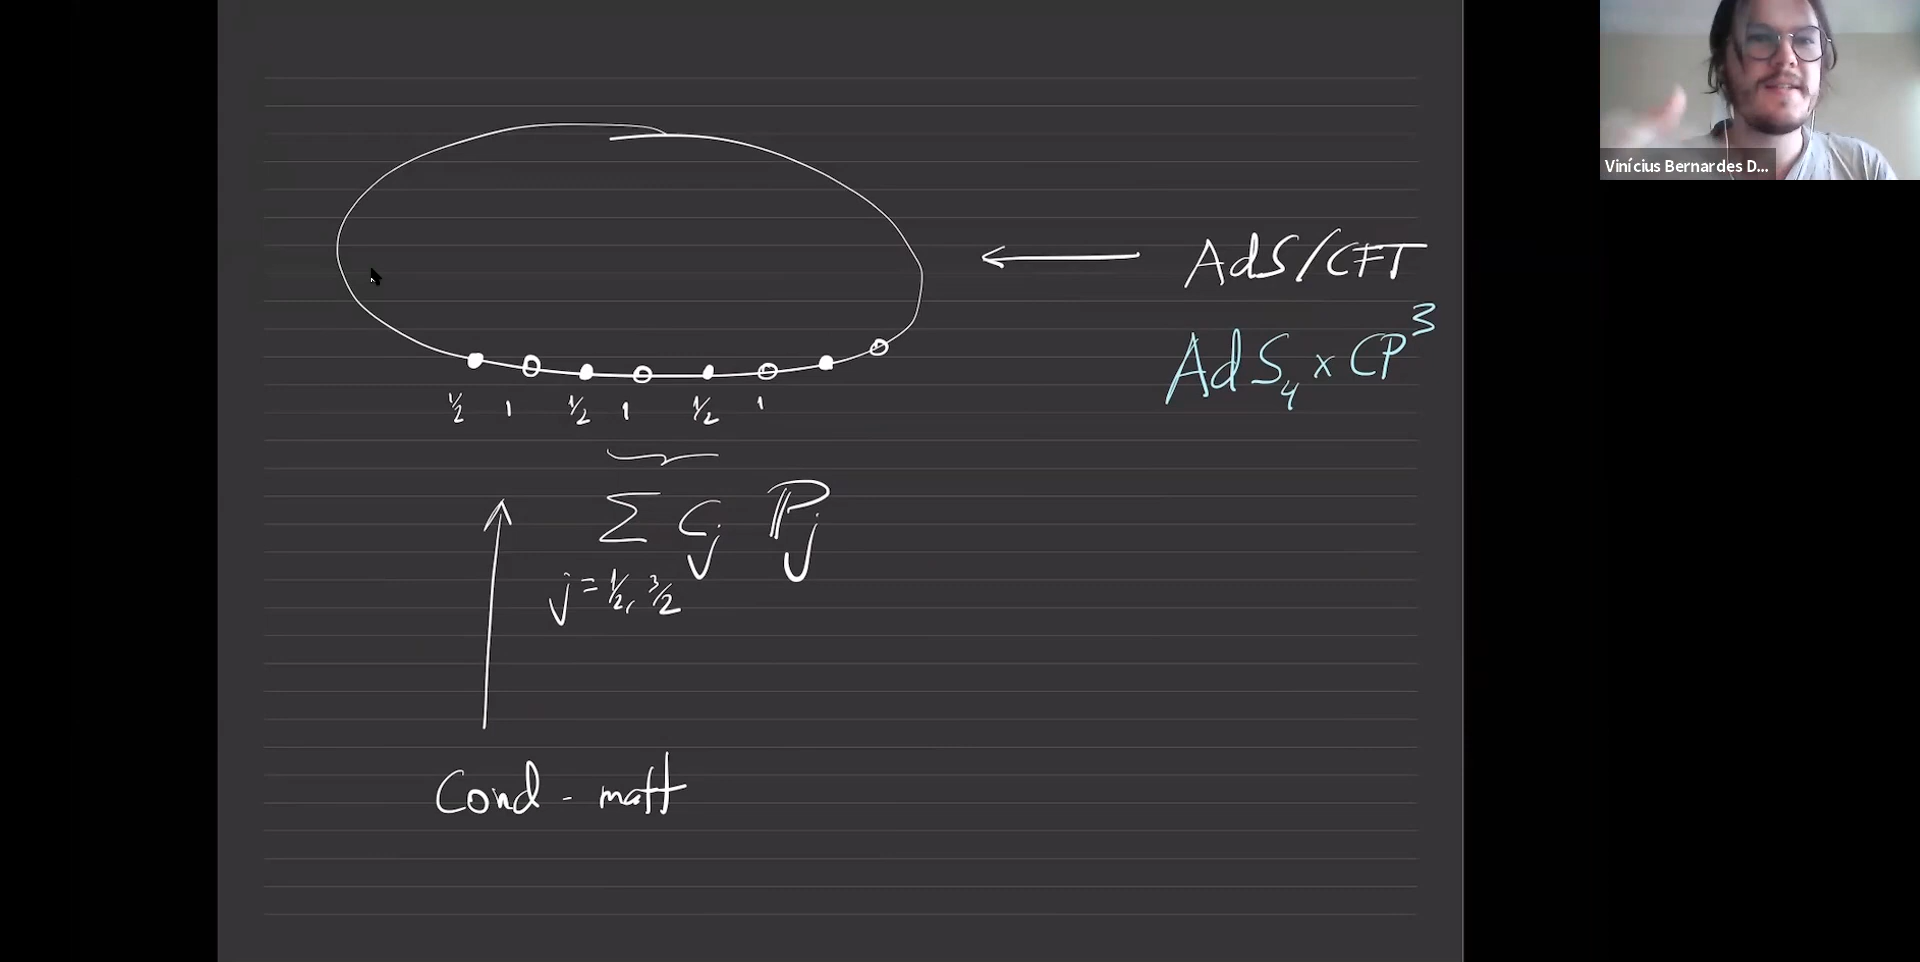 Vinícius Bernardes D...
← AdS/CFT
AdS₄ x CP³
½ 1 ½ 1 ½ 1
∑ Cj ℙj
j = ½, 3/2
Cond - matt